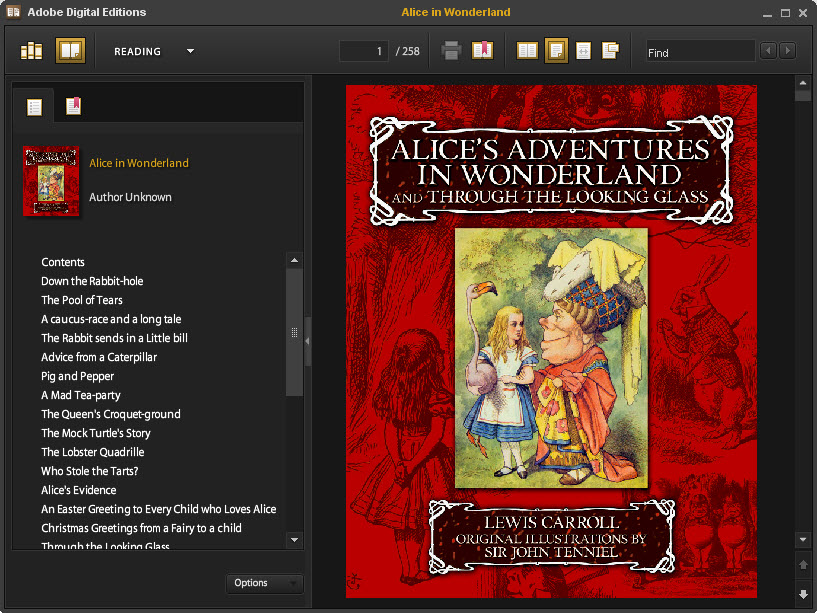 Adobe Digital Editions
Alice in Wonderland
READING
1 / 258
Find
Alice in Wonderland
Author Unknown
Contents
Down the Rabbit-hole
The Pool of Tears
A caucus-race and a long tale
The Rabbit sends in a Little bill
Advice from a Caterpillar
Pig and Pepper
A Mad Tea-party
The Queen's Croquet-ground
The Mock Turtle's Story
The Lobster Quadrille
Who Stole the Tarts?
Alice's Evidence
An Easter Greeting to Every Child who Loves Alice
Christmas Greetings from a Fairy to a child
Through the Looking Glass
Options
ALICE'S ADVENTURES
IN WONDERLAND
AND THROUGH THE LOOKING GLASS
LEWIS CARROLL
ORIGINAL ILLUSTRATIONS BY
SIR JOHN TENNIEL